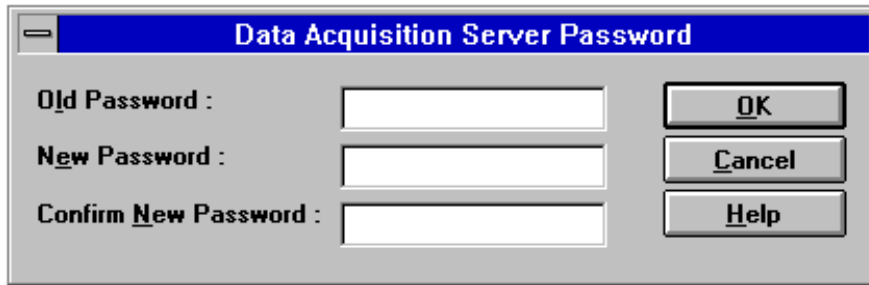 Data Acquisition Server Password
Old Password :
OK
New Password :
Cancel
Confirm New Password :
Help